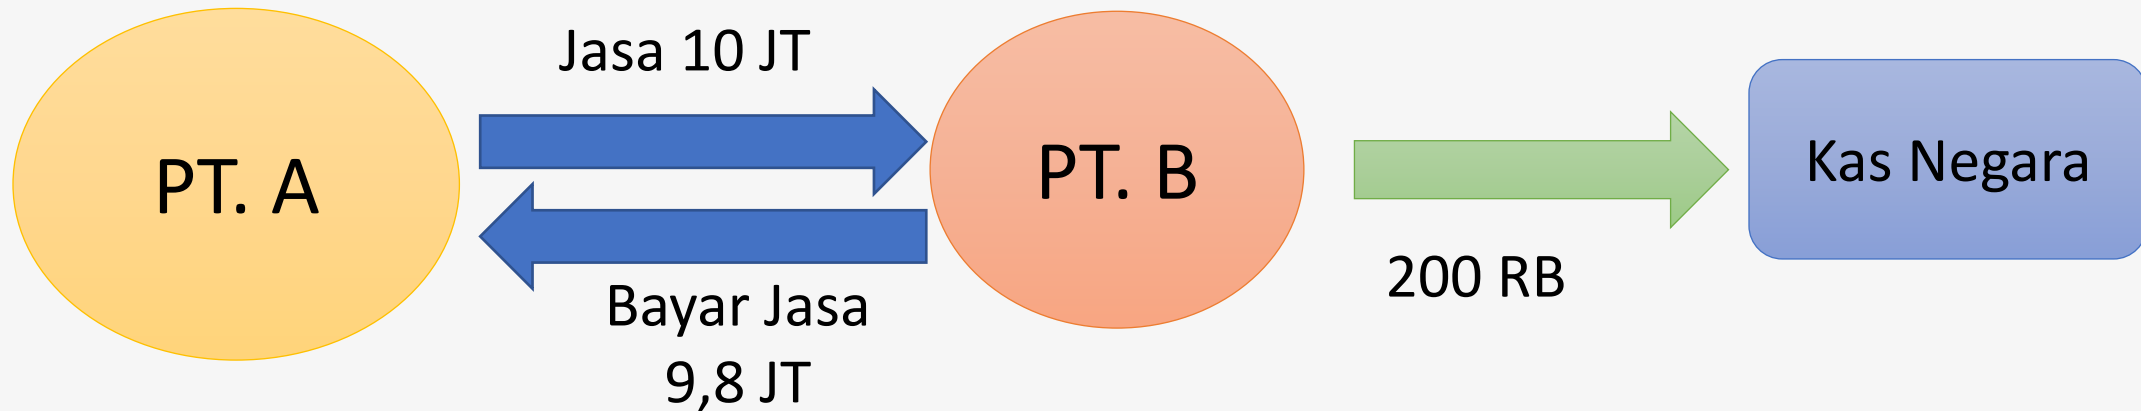 Jasa 10 JT
PT. A
PT. B
Kas Negara
Bayar Jasa
9,8 JT
200 RB